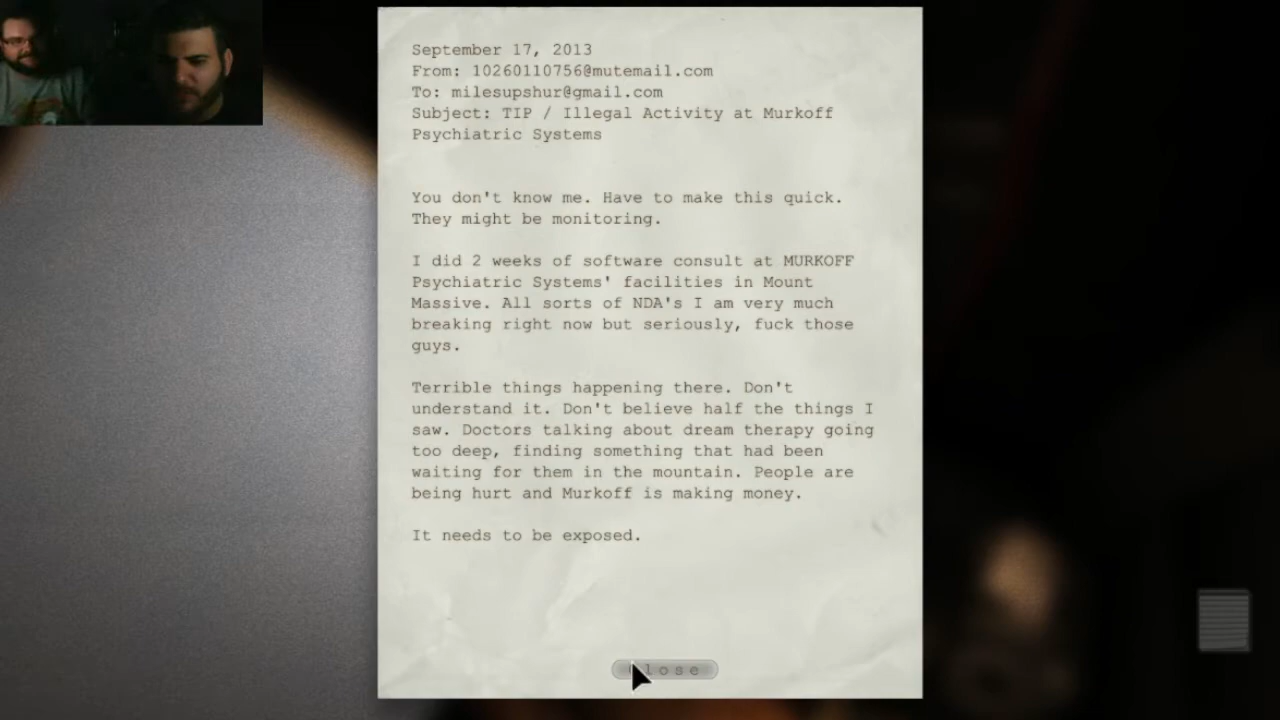 September 17, 2013
From: 10260110756@mutemail.com
To: milesupshur@gmail.com
Subject: TIP / Illegal Activity at Murkoff
Psychiatric Systems
You don't know me. Have to make this quick.
They might be monitoring.
I did 2 weeks of software consult at MURKOFF
Psychiatric Systems' facilities in Mount
Massive. All sorts of NDA's I am very much
breaking right now but seriously, fuck those
guys.
Terrible things happening there. Don't
understand it. Don't believe half the things I
saw. Doctors talking about dream therapy going
too deep, finding something that had been
waiting for them in the mountain. People are
being hurt and Murkoff is making money.
It needs to be exposed.
Close